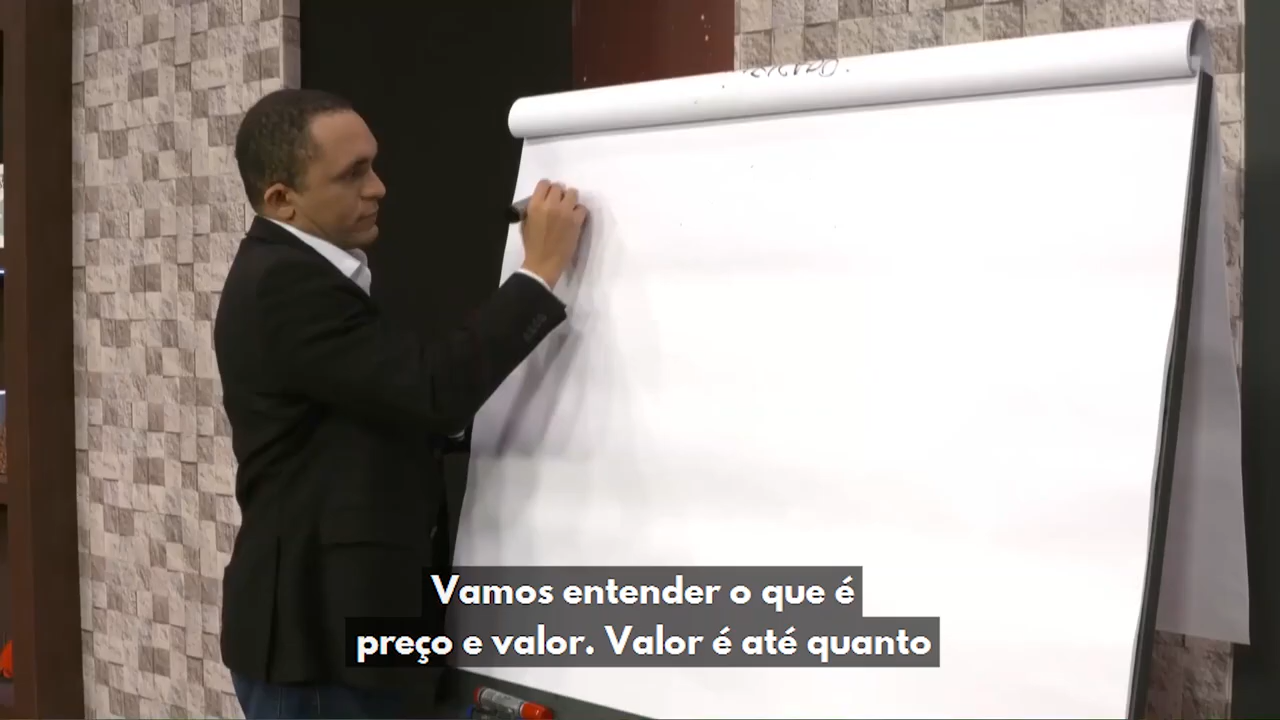 Vamos entender o que é
preço e valor. Valor é até quanto